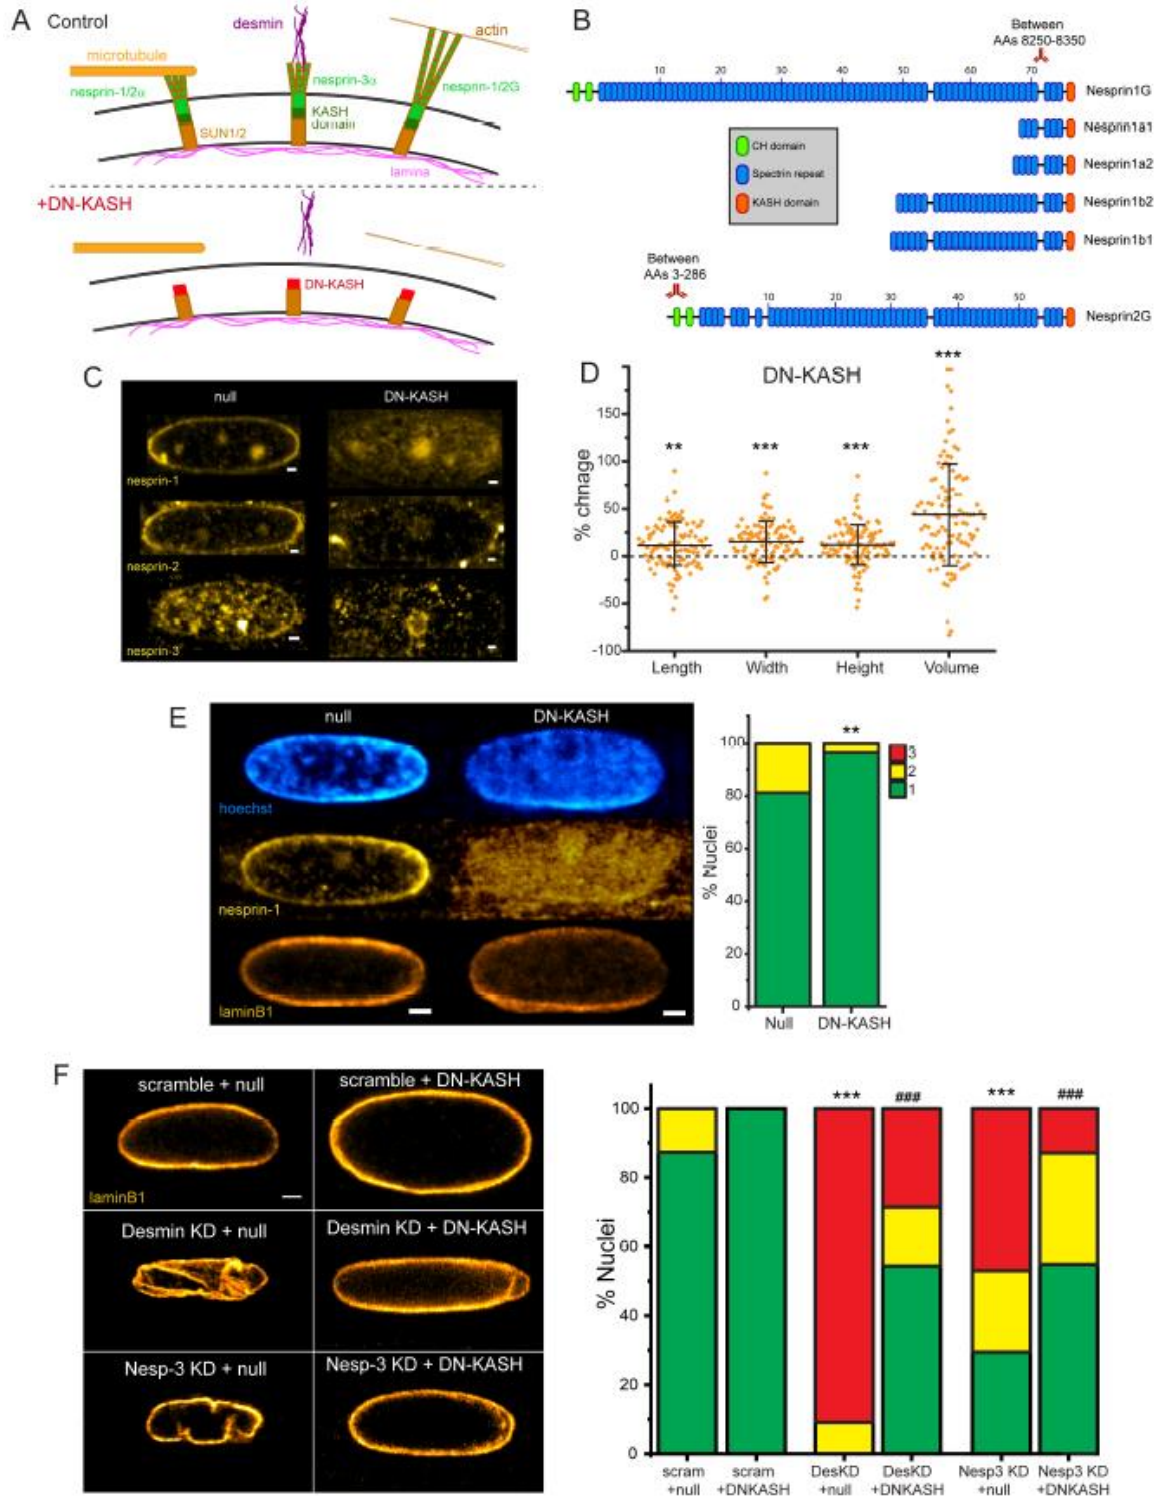 A Control
desmin
actin
microtubule
nesprin-1/2α
nesprin-3α
nesprin-1/2G
KASH
domain
SUN1/2
lamina
+DN-KASH
DN-KASH
B
Between
AAs 8250-8350
10 20 30 40 50 60 70
Nesprin1G
Nesprin1a1
Nesprin1a2
Nesprin1b2
Nesprin1b1
CH domain
Spectrin repeat
KASH domain
Between
AAs 3-286
10 20 30 40 50
Nesprin2G
C
null DN-KASH
nesprin-1
nesprin-2
nesprin-3
D
DN-KASH
% chnage
150
100
50
0
-50
-100
** *** *** ***
Length Width Height Volume
E
null DN-KASH
hoechst
nesprin-1
laminB1
% Nuclei
100
80
60
40
20
0
**
3
2
1
Null DN-KASH
F
scramble + null scramble + DN-KASH
laminB1
Desmin KD + null Desmin KD + DN-KASH
Nesp-3 KD + null Nesp-3 KD + DN-KASH
% Nuclei
100
80
60
40
20
0
*** ### *** ###
scram scram DesKD DesKD Nesp3 KD Nesp3 KD
+null +DNKASH +null +DNKASH +null +DNKASH